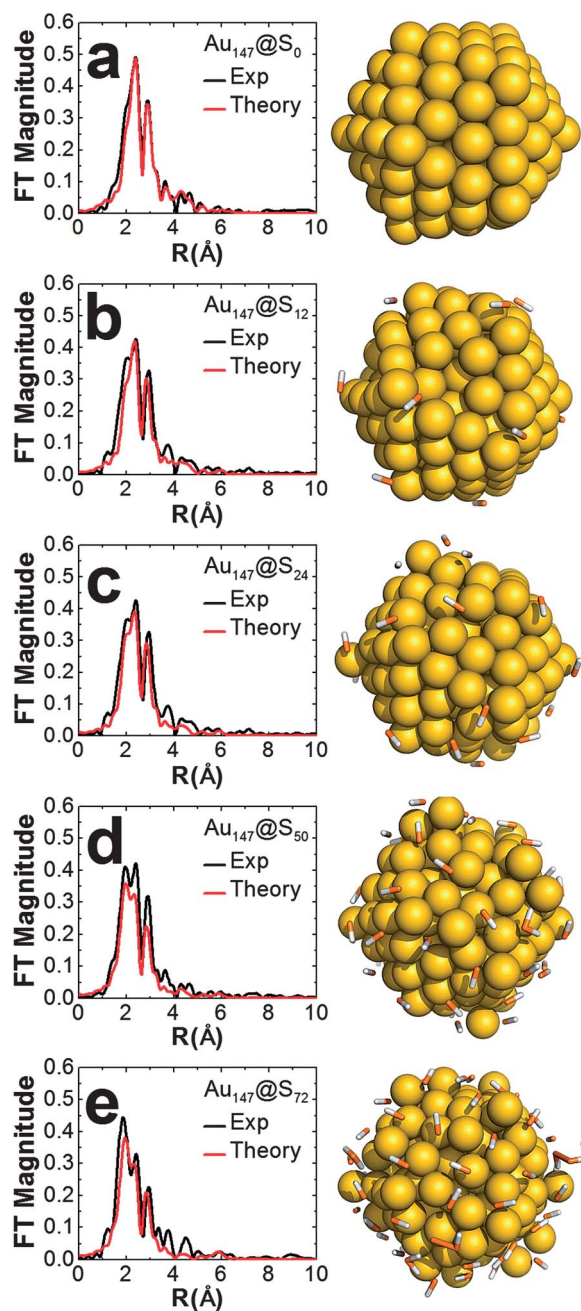 a
Au₁₄₇@S₀
Exp
Theory
FT Magnitude
0.6
0.5
0.4
0.3
0.2
0.1
0.0
0 2 4 6 8 10
R(Å)
b
Au₁₄₇@S₁₂
Exp
Theory
FT Magnitude
0.6
0.5
0.4
0.3
0.2
0.1
0.0
0 2 4 6 8 10
R(Å)
c
Au₁₄₇@S₂₄
Exp
Theory
FT Magnitude
0.6
0.5
0.4
0.3
0.2
0.1
0.0
0 2 4 6 8 10
R(Å)
d
Au₁₄₇@S₅₀
Exp
Theory
FT Magnitude
0.6
0.5
0.4
0.3
0.2
0.1
0.0
0 2 4 6 8 10
R(Å)
e
Au₁₄₇@S₇₂
Exp
Theory
FT Magnitude
0.6
0.5
0.4
0.3
0.2
0.1
0.0
0 2 4 6 8 10
R(Å)